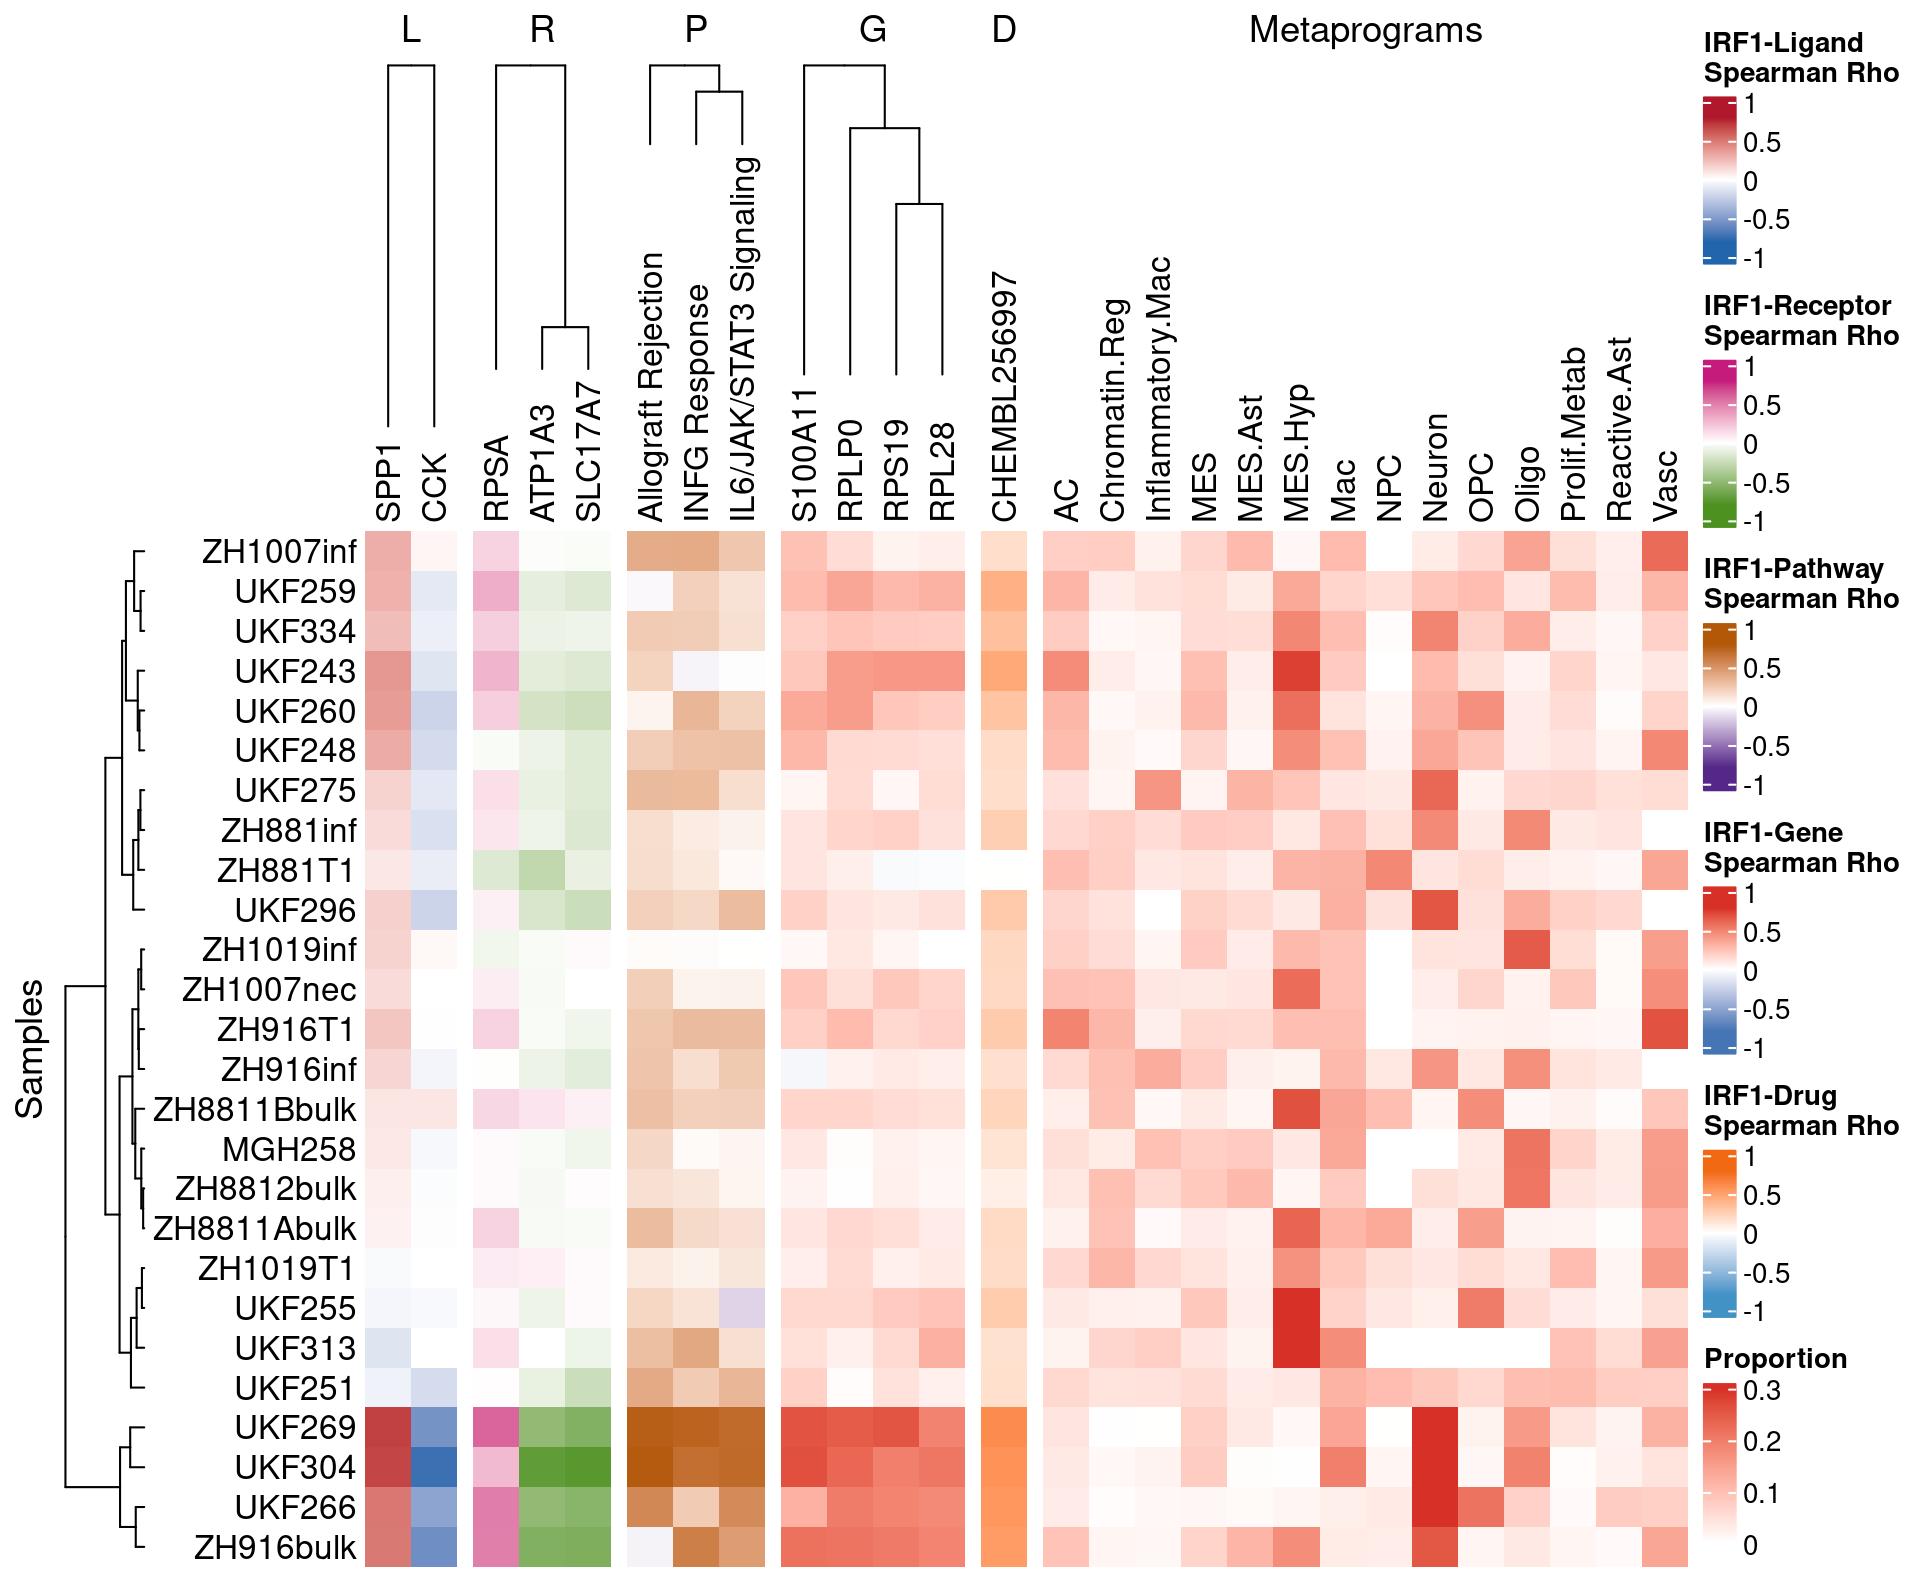 L R P G D Metaprograms
SPP1
CCK
RPSA
ATP1A3
SLC17A7
Allograft Rejection
INFG Response
IL6/JAK/STAT3 Signaling
S100A11
RPLP0
RPS19
RPL28
CHEMBL256997
AC
Chromatin.Reg
Inflammatory.Mac
MES
MES.Ast
MES.Hyp
Mac
NPC
Neuron
OPC
Oligo
Prolif.Metab
Reactive.Ast
Vasc
Samples
ZH1007inf
UKF259
UKF334
UKF243
UKF260
UKF248
UKF275
ZH881inf
ZH881T1
UKF296
ZH1019inf
ZH1007nec
ZH916T1
ZH916inf
ZH8811Bbulk
MGH258
ZH8812bulk
ZH8811Abulk
ZH1019T1
UKF255
UKF313
UKF251
UKF269
UKF304
UKF266
ZH916bulk
IRF1-Ligand
Spearman Rho
1
0.5
0
-0.5
-1
IRF1-Receptor
Spearman Rho
1
0.5
0
-0.5
-1
IRF1-Pathway
Spearman Rho
1
0.5
0
-0.5
-1
IRF1-Gene
Spearman Rho
1
0.5
0
-0.5
-1
IRF1-Drug
Spearman Rho
1
0.5
0
-0.5
-1
Proportion
0.3
0.2
0.1
0